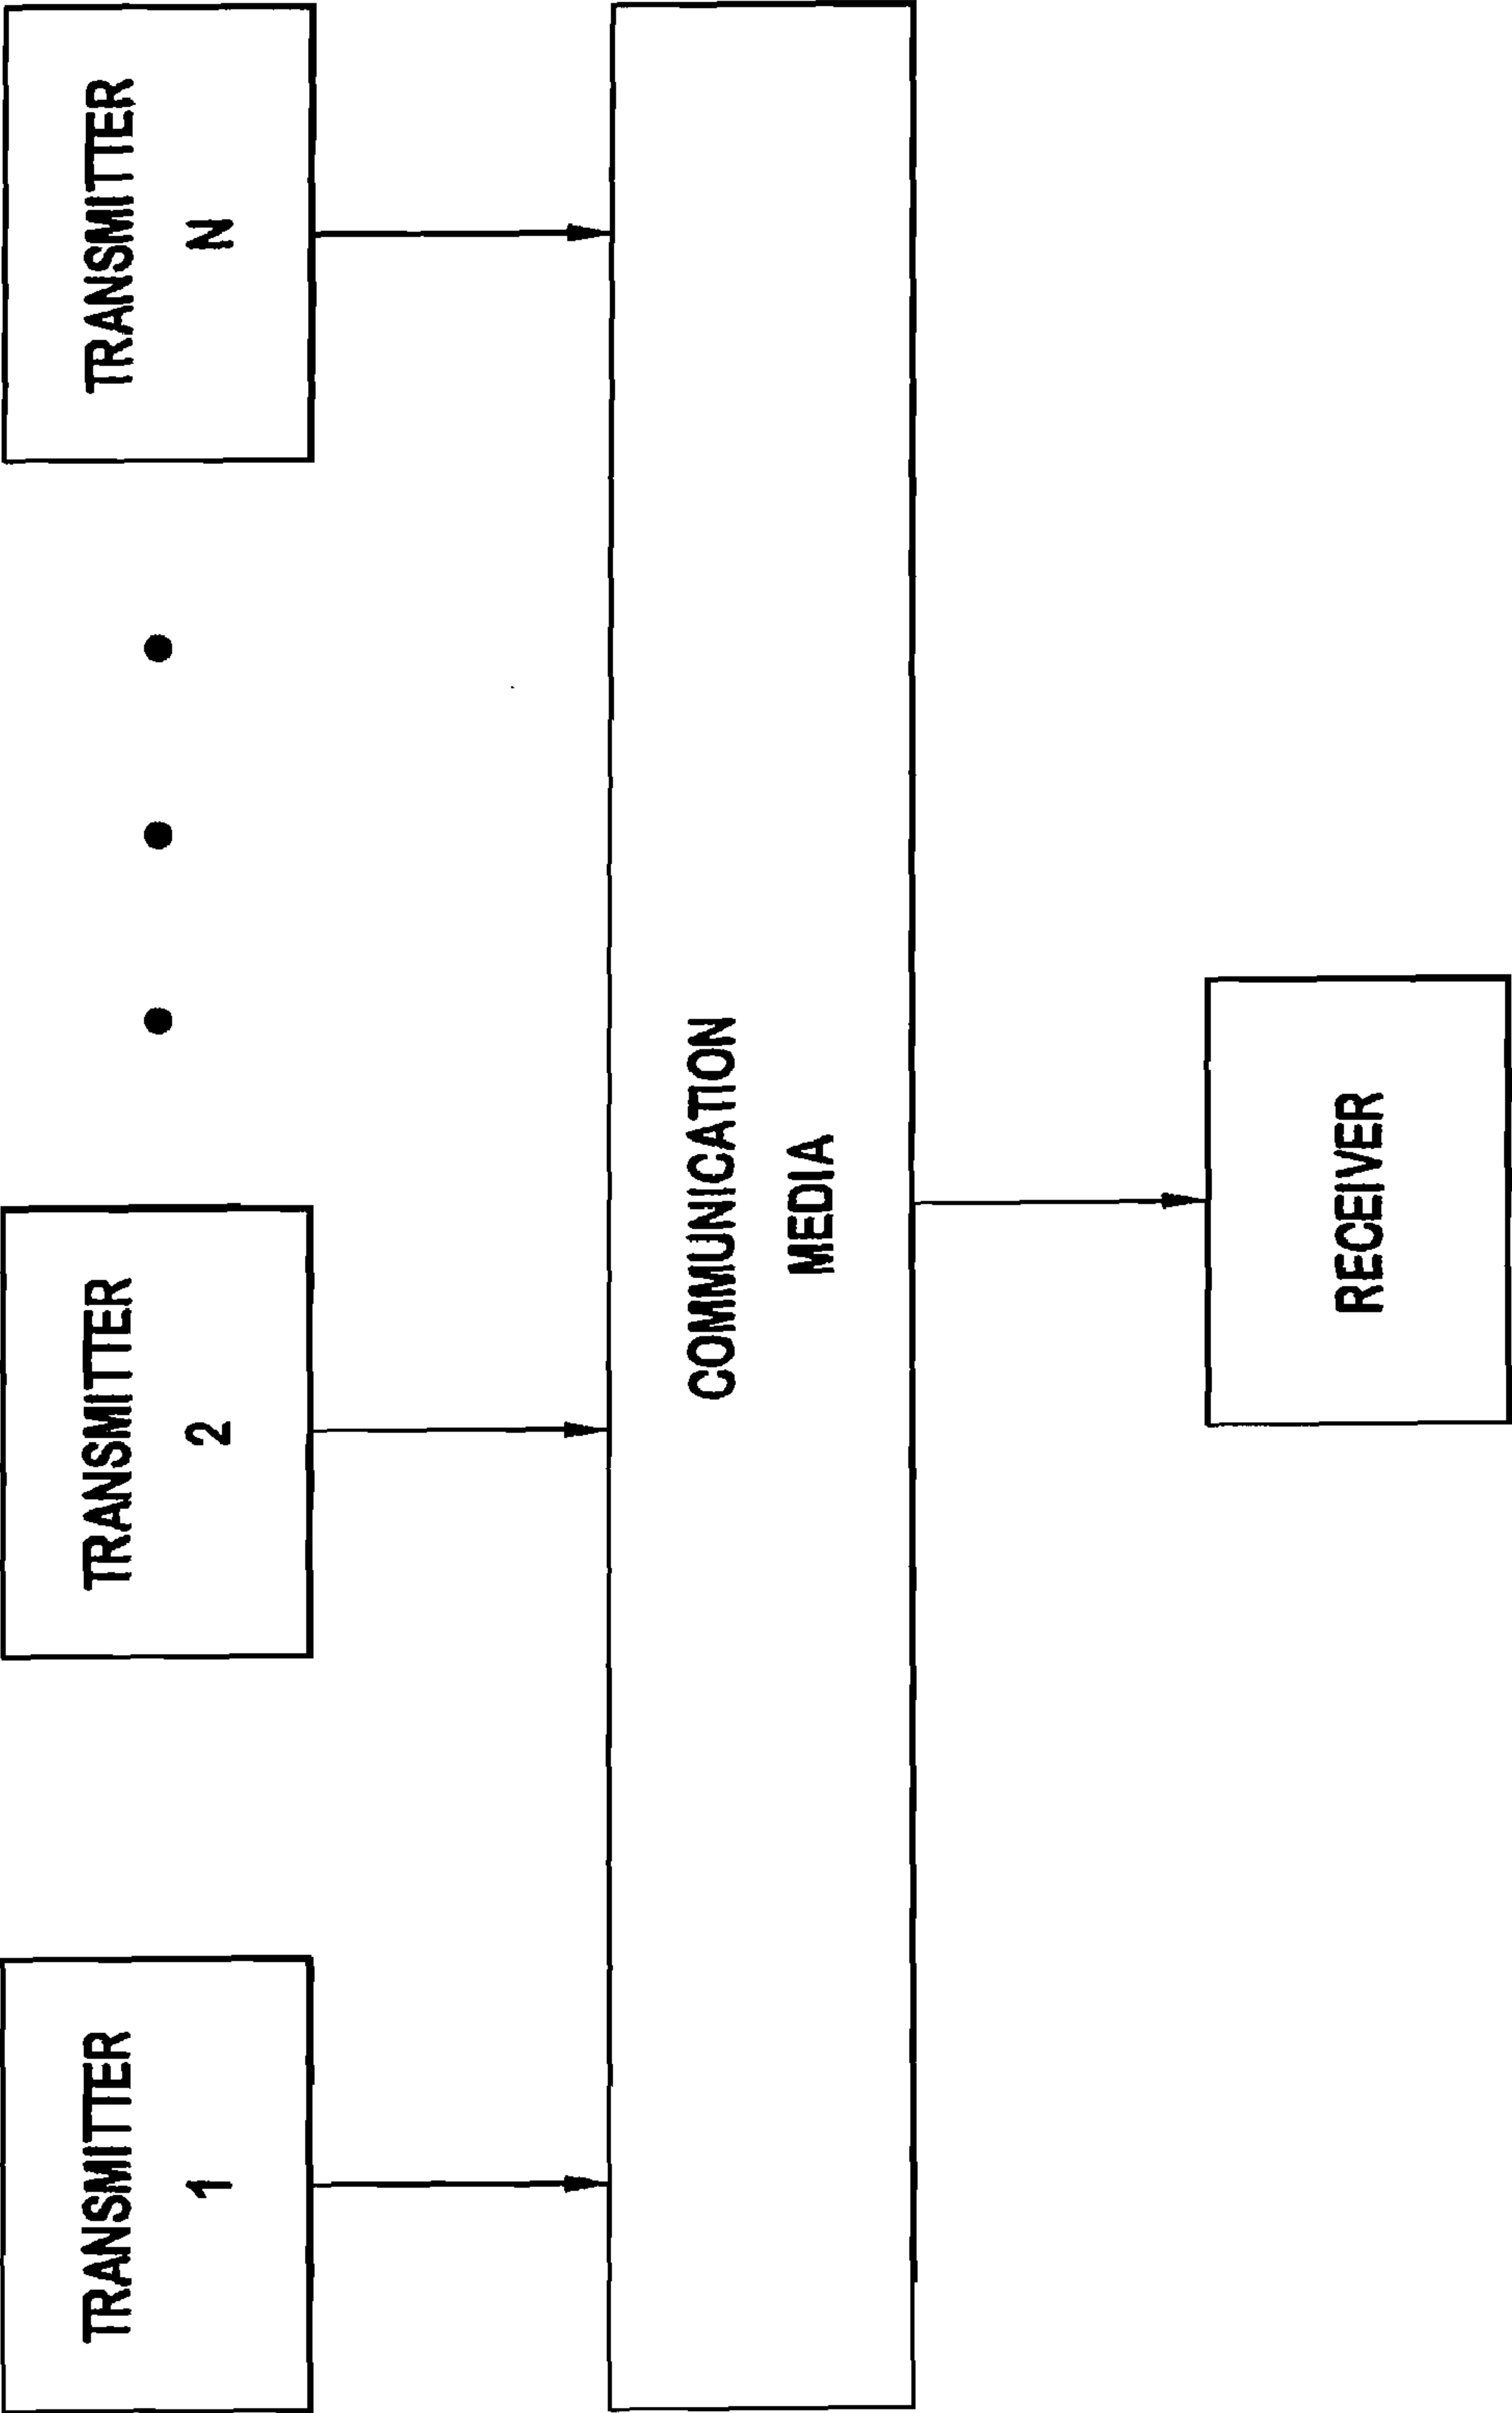 TRANSMITTER
1
TRANSMITTER
2
TRANSMITTER
N
COMMUNICATION
MEDIA
RECEIVER